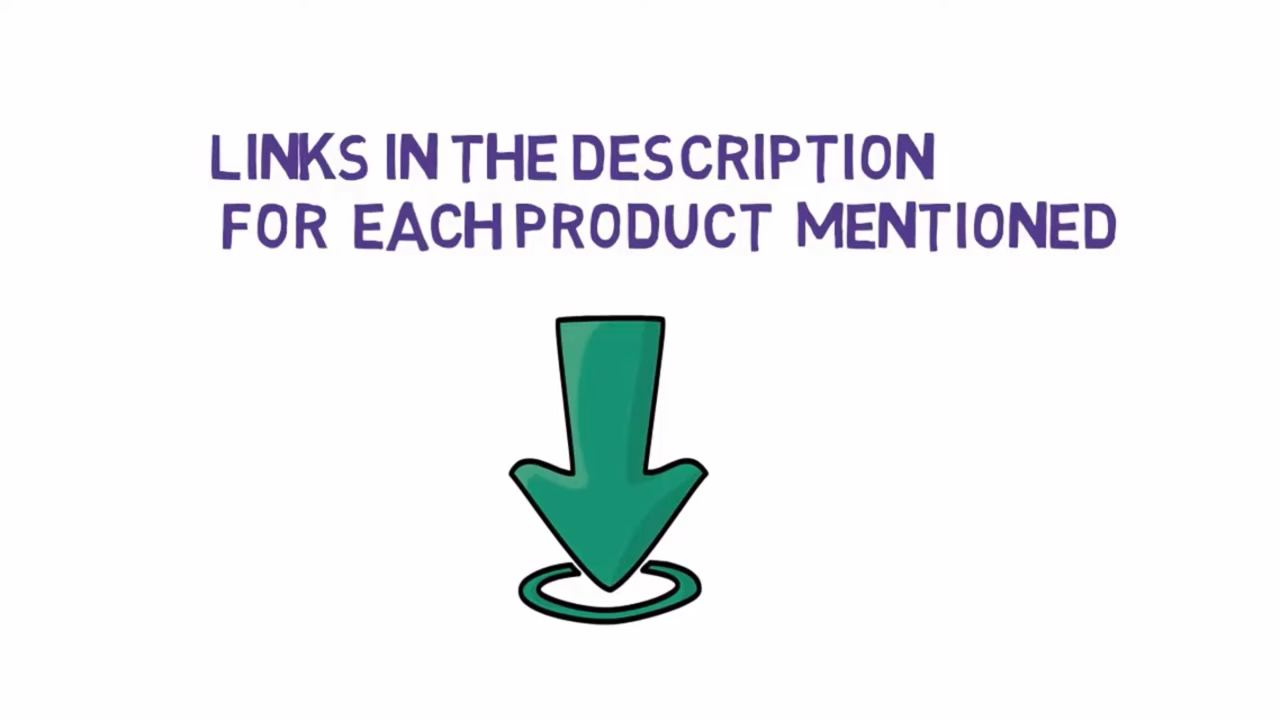 LINKS IN THE DESCRIPTION
FOR EACH PRODUCT MENTIONED